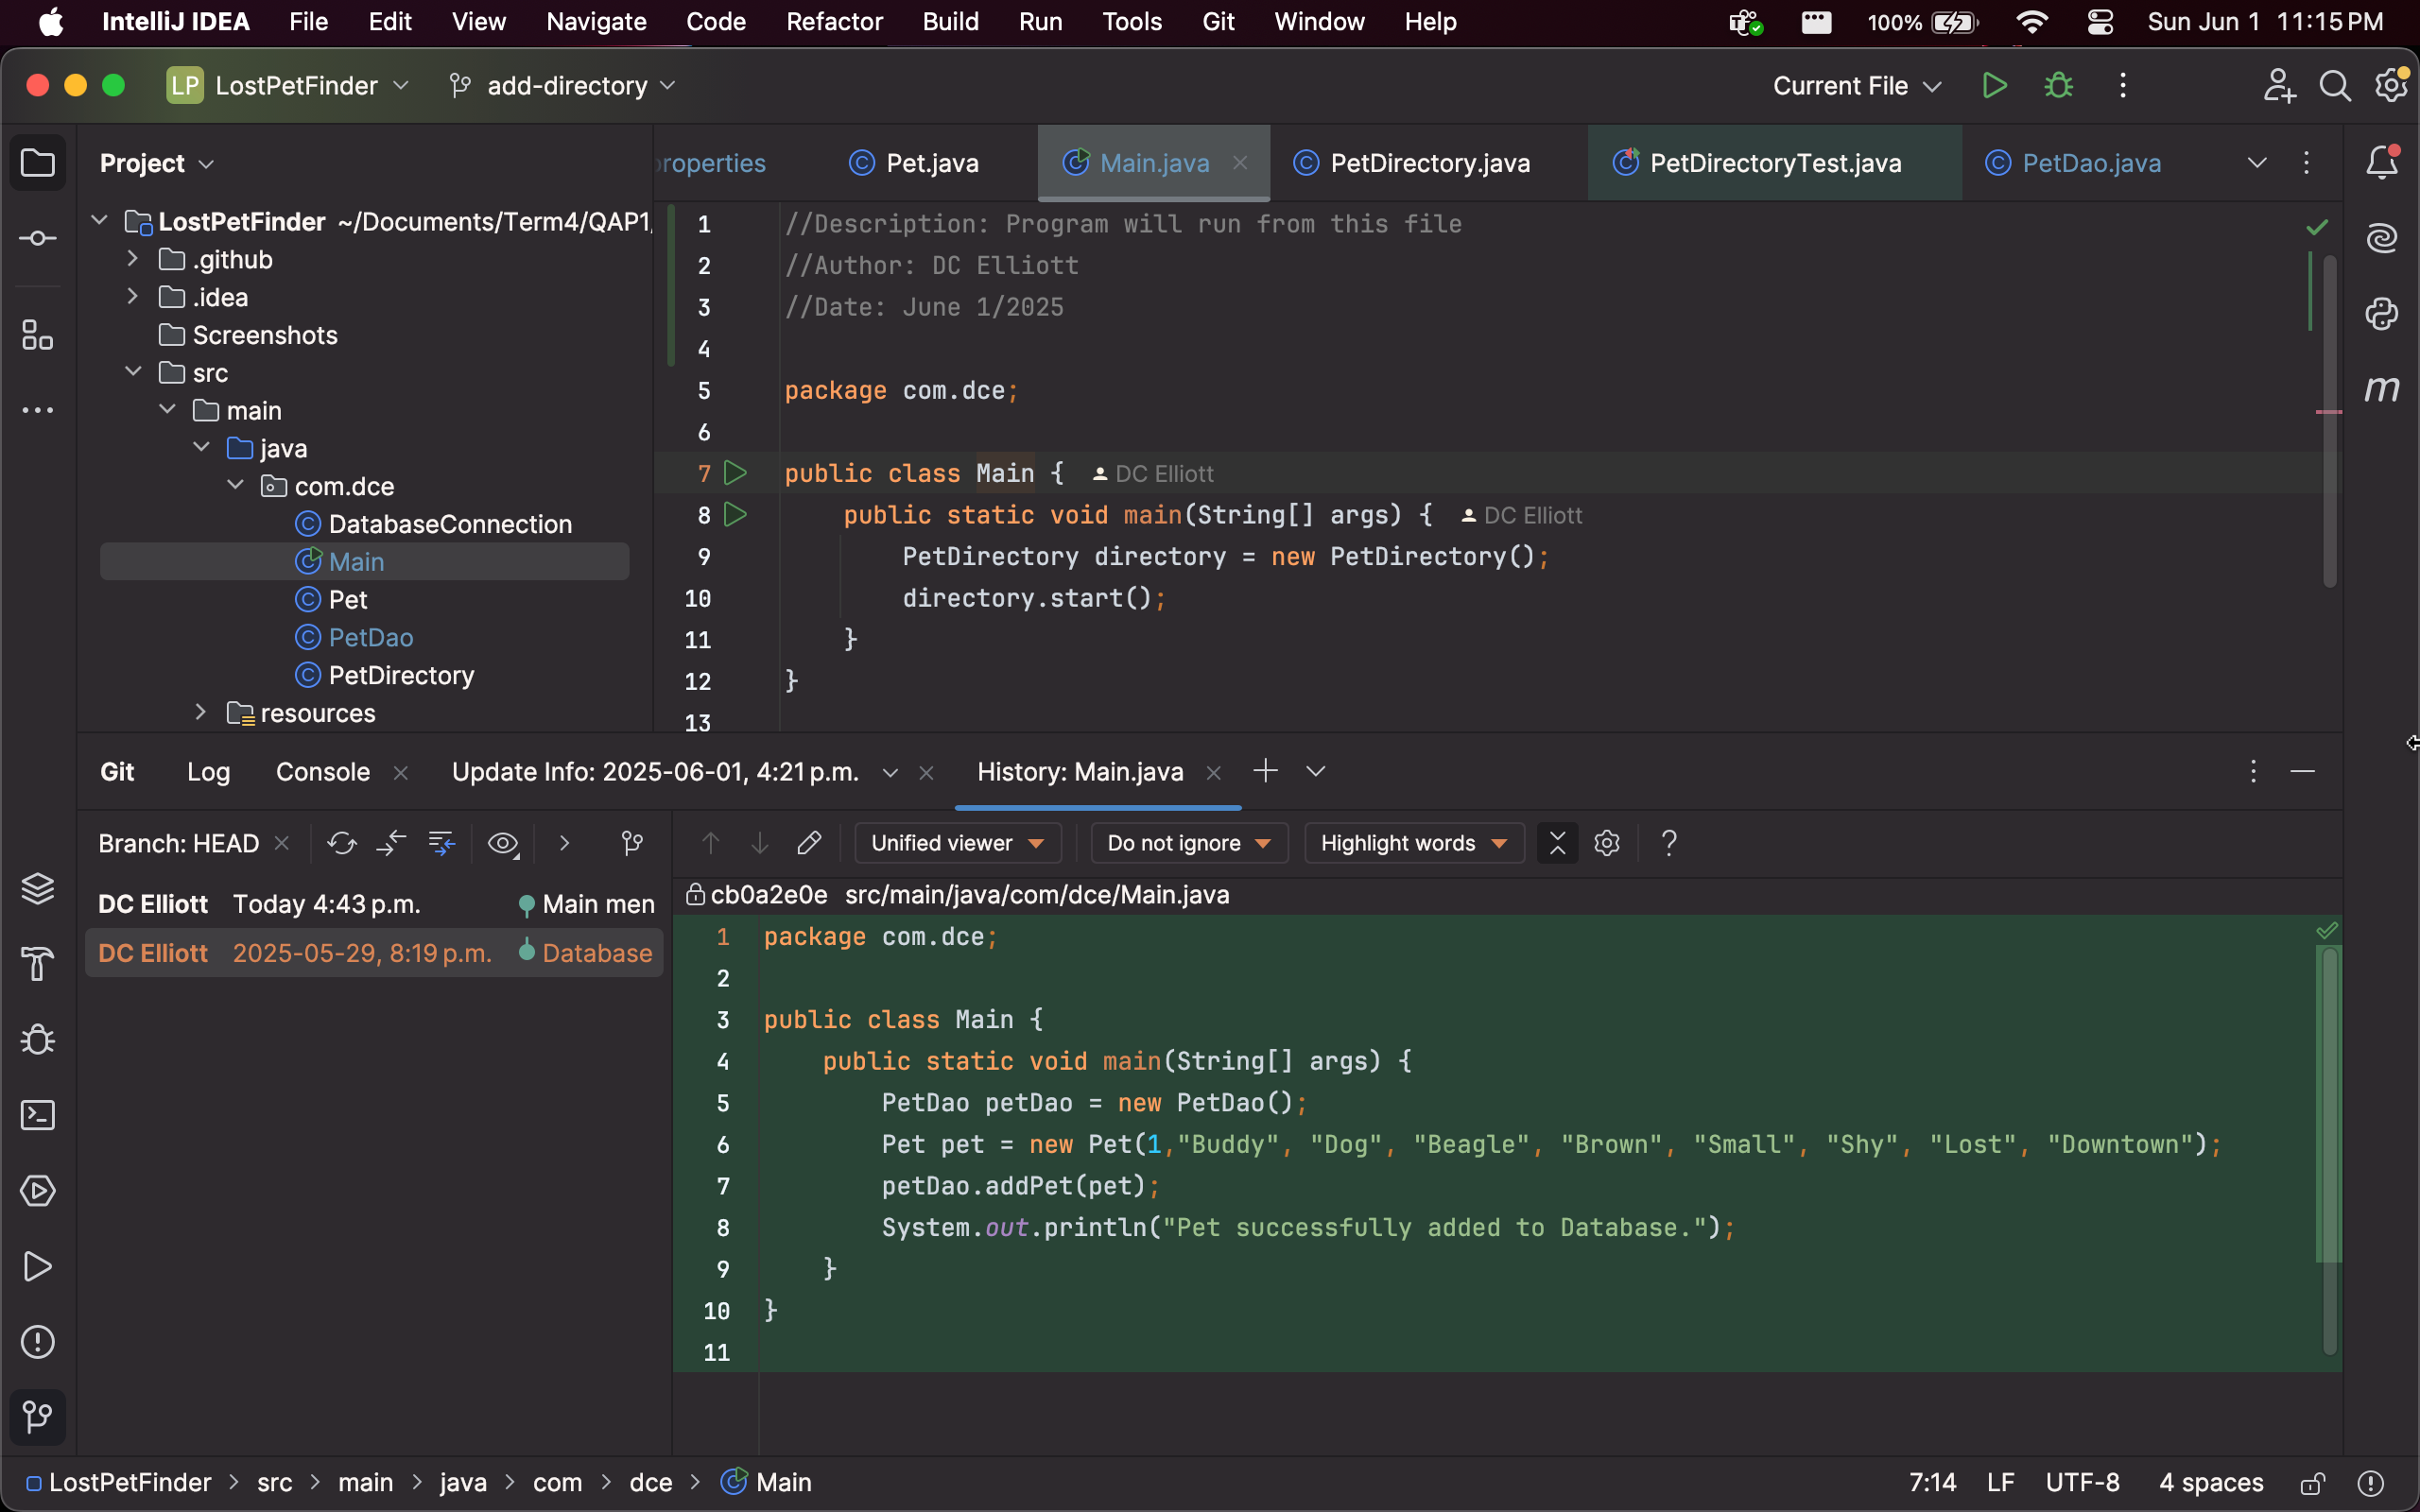 IntelliJ IDEA File Edit View Navigate Code Refactor Build Run Tools Git Window Help 100% Sun Jun 1 11:15 PM
LP LostPetFinder add-directory Current File
Project
roperties Pet.java Main.java PetDirectory.java PetDirectoryTest.java PetDao.java
LostPetFinder ~/Documents/Term4/QAP1/
.github
.idea
Screenshots
src
main
java
com.dce
DatabaseConnection
Main
Pet
PetDao
PetDirectory
resources
1 //Description: Program will run from this file
2 //Author: DC Elliott
3 //Date: June 1/2025
4
5 package com.dce;
6
7 public class Main { DC Elliott
8 public static void main(String[] args) { DC Elliott
9 PetDirectory directory = new PetDirectory();
10 directory.start();
11 }
12 }
13
m
Git Log Console Update Info: 2025-06-01, 4:21 p.m. History: Main.java
Branch: HEAD
Unified viewer Do not ignore Highlight words ?
DC Elliott Today 4:43 p.m. Main men
DC Elliott 2025-05-29, 8:19 p.m. Database
cb0a2e0e src/main/java/com/dce/Main.java
1 package com.dce;
2
3 public class Main {
4 public static void main(String[] args) {
5 PetDao petDao = new PetDao();
6 Pet pet = new Pet(1,"Buddy", "Dog", "Beagle", "Brown", "Small", "Shy", "Lost", "Downtown");
7 petDao.addPet(pet);
8 System.out.println("Pet successfully added to Database.");
9 }
10 }
11
LostPetFinder > src > main > java > com > dce > Main
7:14 LF UTF-8 4 spaces